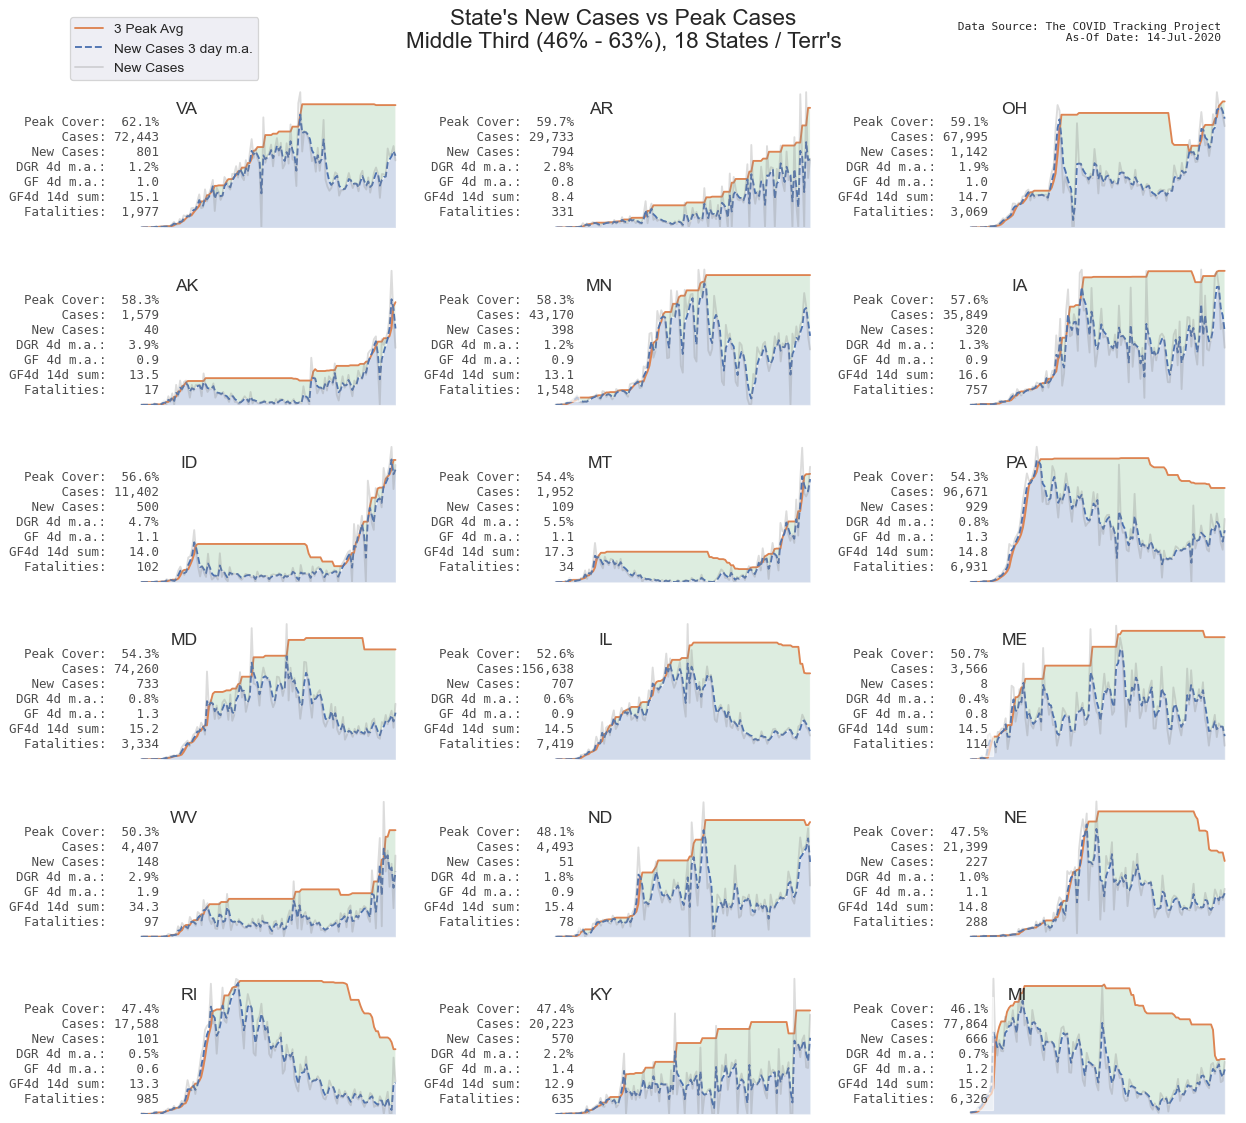 State's New Cases vs Peak Cases
Middle Third (46% - 63%), 18 States / Terr's
3 Peak Avg
New Cases 3 day m.a.
New Cases
Data Source: The COVID Tracking Project
As-Of Date: 14-Jul-2020
VA
Peak Cover: 62.1%
Cases: 72,443
New Cases: 801
DGR 4d m.a.: 1.2%
GF 4d m.a.: 1.0
GF4d 14d sum: 15.1
Fatalities: 1,977
AR
Peak Cover: 59.7%
Cases: 29,733
New Cases: 794
DGR 4d m.a.: 2.8%
GF 4d m.a.: 0.8
GF4d 14d sum: 8.4
Fatalities: 331
OH
Peak Cover: 59.1%
Cases: 67,995
New Cases: 1,142
DGR 4d m.a.: 1.9%
GF 4d m.a.: 1.0
GF4d 14d sum: 14.7
Fatalities: 3,069
AK
Peak Cover: 58.3%
Cases: 1,579
New Cases: 40
DGR 4d m.a.: 3.9%
GF 4d m.a.: 0.9
GF4d 14d sum: 13.5
Fatalities: 17
MN
Peak Cover: 58.3%
Cases: 43,170
New Cases: 398
DGR 4d m.a.: 1.2%
GF 4d m.a.: 0.9
GF4d 14d sum: 13.1
Fatalities: 1,548
IA
Peak Cover: 57.6%
Cases: 35,849
New Cases: 320
DGR 4d m.a.: 1.3%
GF 4d m.a.: 0.9
GF4d 14d sum: 16.6
Fatalities: 757
ID
Peak Cover: 56.6%
Cases: 11,402
New Cases: 500
DGR 4d m.a.: 4.7%
GF 4d m.a.: 1.1
GF4d 14d sum: 14.0
Fatalities: 102
MT
Peak Cover: 54.4%
Cases: 1,952
New Cases: 109
DGR 4d m.a.: 5.5%
GF 4d m.a.: 1.1
GF4d 14d sum: 17.3
Fatalities: 34
PA
Peak Cover: 54.3%
Cases: 96,671
New Cases: 929
DGR 4d m.a.: 0.8%
GF 4d m.a.: 1.3
GF4d 14d sum: 14.8
Fatalities: 6,931
MD
Peak Cover: 54.3%
Cases: 74,260
New Cases: 733
DGR 4d m.a.: 0.8%
GF 4d m.a.: 1.3
GF4d 14d sum: 15.2
Fatalities: 3,334
IL
Peak Cover: 52.6%
Cases:156,638
New Cases: 707
DGR 4d m.a.: 0.6%
GF 4d m.a.: 0.9
GF4d 14d sum: 14.5
Fatalities: 7,419
ME
Peak Cover: 50.7%
Cases: 3,566
New Cases: 8
DGR 4d m.a.: 0.4%
GF 4d m.a.: 0.8
GF4d 14d sum: 14.5
Fatalities: 114
WV
Peak Cover: 50.3%
Cases: 4,407
New Cases: 148
DGR 4d m.a.: 2.9%
GF 4d m.a.: 1.9
GF4d 14d sum: 34.3
Fatalities: 97
ND
Peak Cover: 48.1%
Cases: 4,493
New Cases: 51
DGR 4d m.a.: 1.8%
GF 4d m.a.: 0.9
GF4d 14d sum: 15.4
Fatalities: 78
NE
Peak Cover: 47.5%
Cases: 21,399
New Cases: 227
DGR 4d m.a.: 1.0%
GF 4d m.a.: 1.1
GF4d 14d sum: 14.8
Fatalities: 288
RI
Peak Cover: 47.4%
Cases: 17,588
New Cases: 101
DGR 4d m.a.: 0.5%
GF 4d m.a.: 0.6
GF4d 14d sum: 13.3
Fatalities: 985
KY
Peak Cover: 47.4%
Cases: 20,223
New Cases: 570
DGR 4d m.a.: 2.2%
GF 4d m.a.: 1.4
GF4d 14d sum: 12.9
Fatalities: 635
MI
Peak Cover: 46.1%
Cases: 77,864
New Cases: 666
DGR 4d m.a.: 0.7%
GF 4d m.a.: 1.2
GF4d 14d sum: 15.2
Fatalities: 6,326